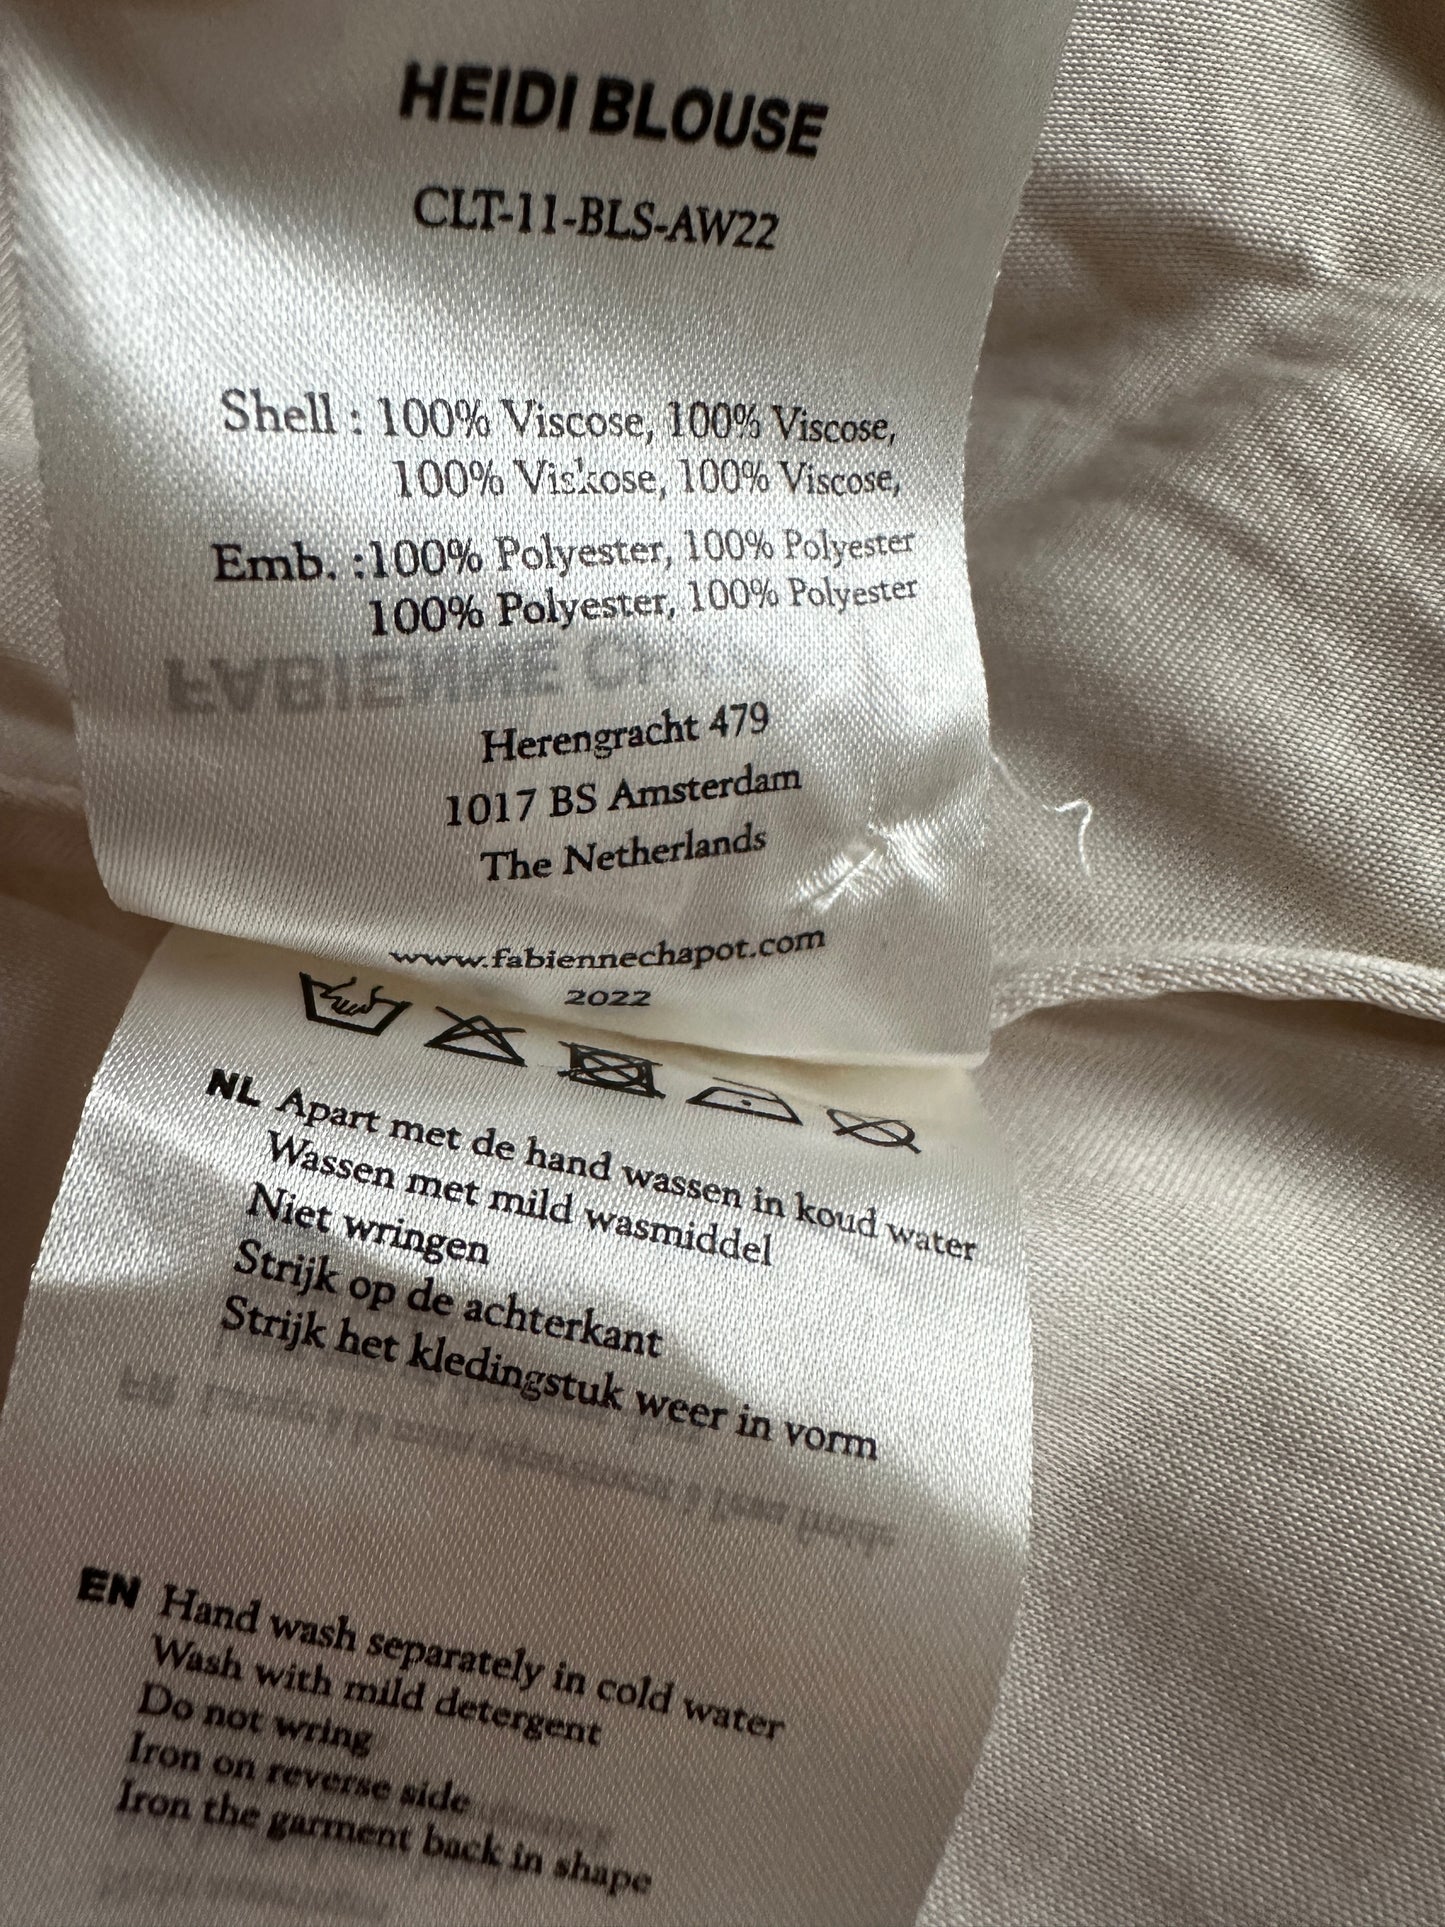 HEIDI BLOUSE
CLT-11-BLS-AW22
Shell : 100% Viscose, 100% Viscose,
100% Viskose, 100% Viscose,
Emb. :100% Polyester, 100% Polyester
100% Polyester, 100% Polyester
FABIENNE
Herengracht 479
1017 BS Amsterdam
The Netherlands
www.fabiennechapot.com
2022
NL Apart met de hand wassen in koud water
Wassen met mild wasmiddel
Niet wringen
Strijk op de achterkant
Strijk het kledingstuk weer in vorm
EN Hand wash separately in cold water
Wash with mild detergent
Do not wring
Iron on reverse side
Iron the garment back in shape